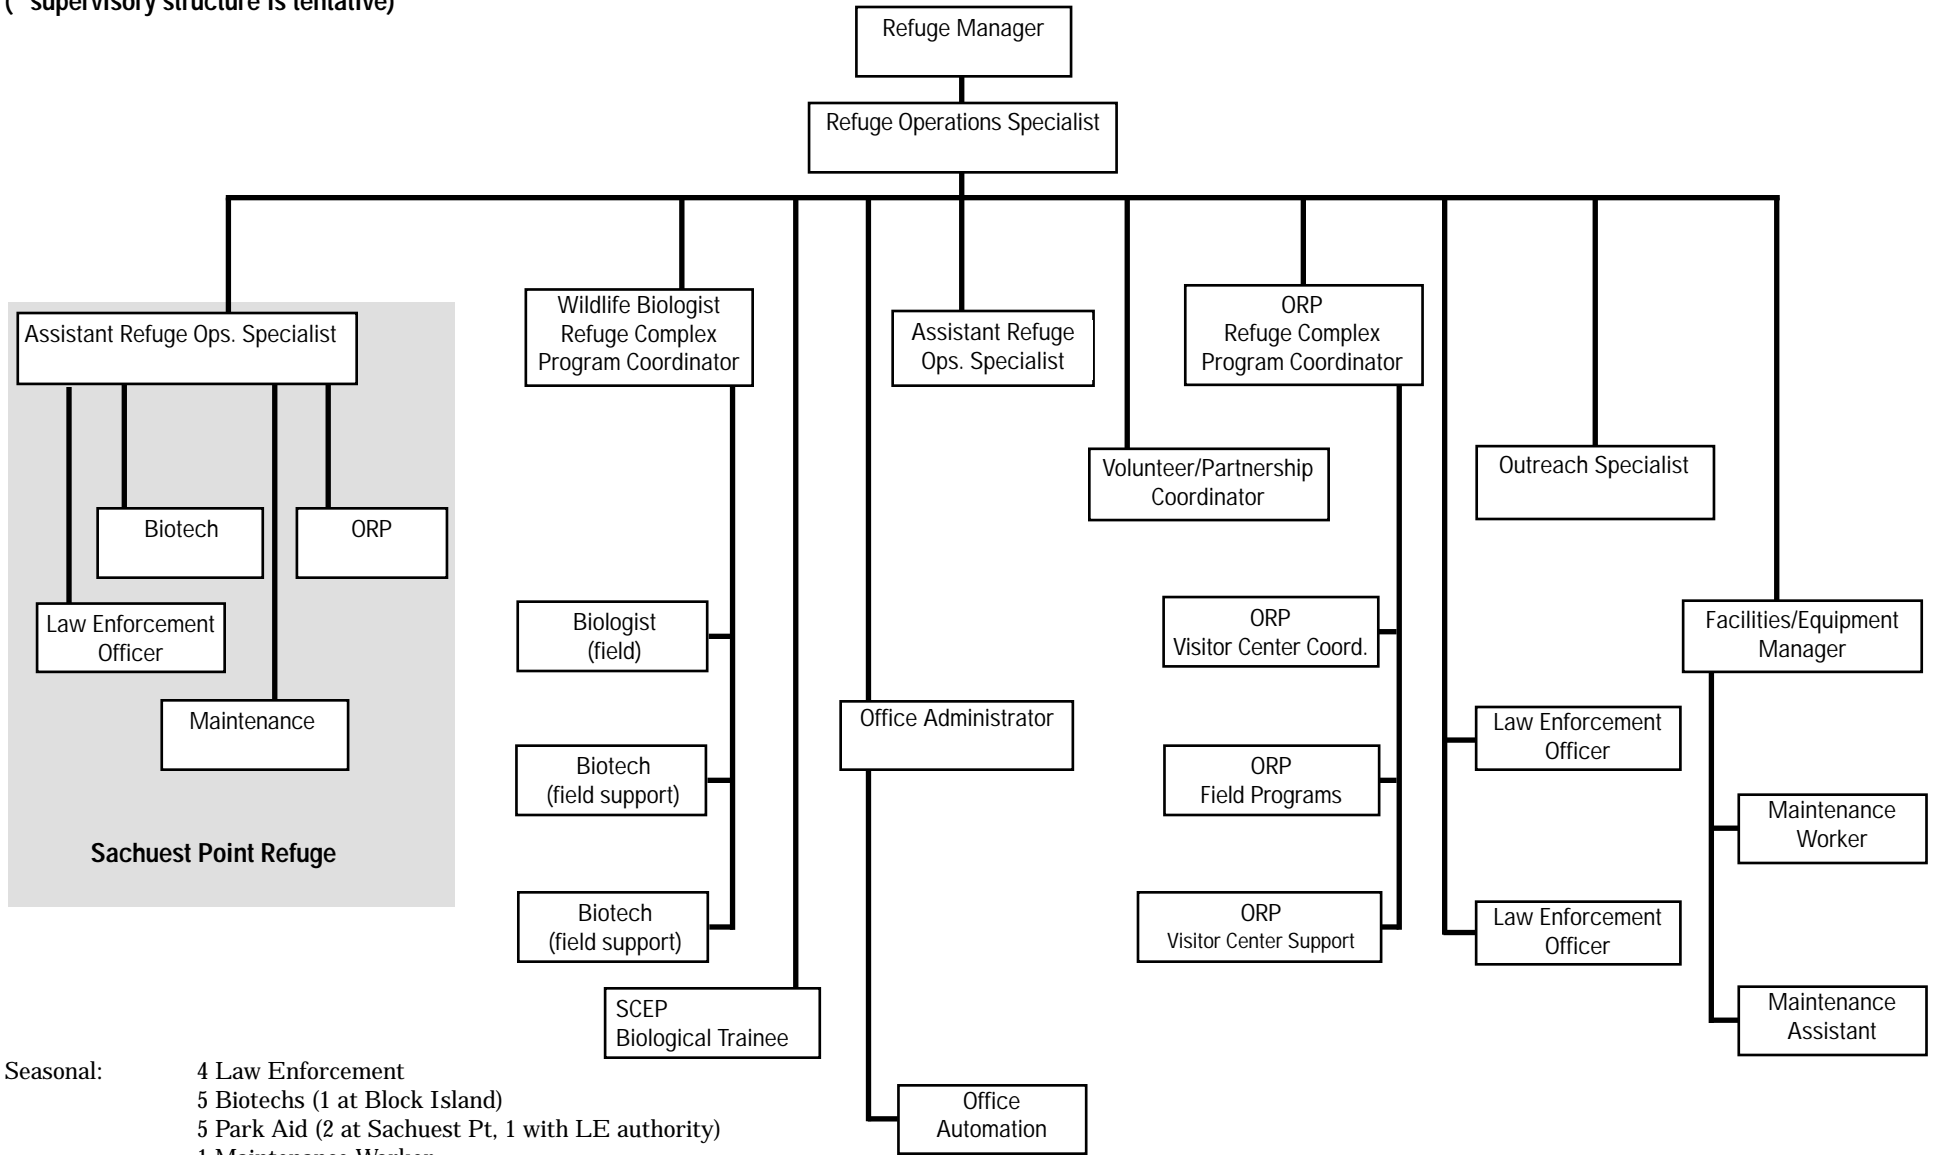 supervisory structure is tentative)
Refuge Manager
Refuge Operations Specialist
Assistant Refuge Ops. Specialist
Biotech
ORP
Law Enforcement
Officer
Maintenance
Sachuest Point Refuge
Wildlife Biologist
Refuge Complex
Program Coordinator
Biologist
(field)
Biotech
(field support)
Biotech
(field support)
SCEP
Biological Trainee
Office Administrator
Office
Automation
Assistant Refuge
Ops. Specialist
Volunteer/Partnership
Coordinator
ORP
Refuge Complex
Program Coordinator
ORP
Visitor Center Coord.
ORP
Field Programs
ORP
Visitor Center Support
Law Enforcement
Officer
Law Enforcement
Officer
Outreach Specialist
Facilities/Equipment
Manager
Maintenance
Worker
Maintenance
Assistant
Seasonal: 4 Law Enforcement
5 Biotechs (1 at Block Island)
5 Park Aid (2 at Sachuest Pt, 1 with LE authority)
1 Maintenance Worker